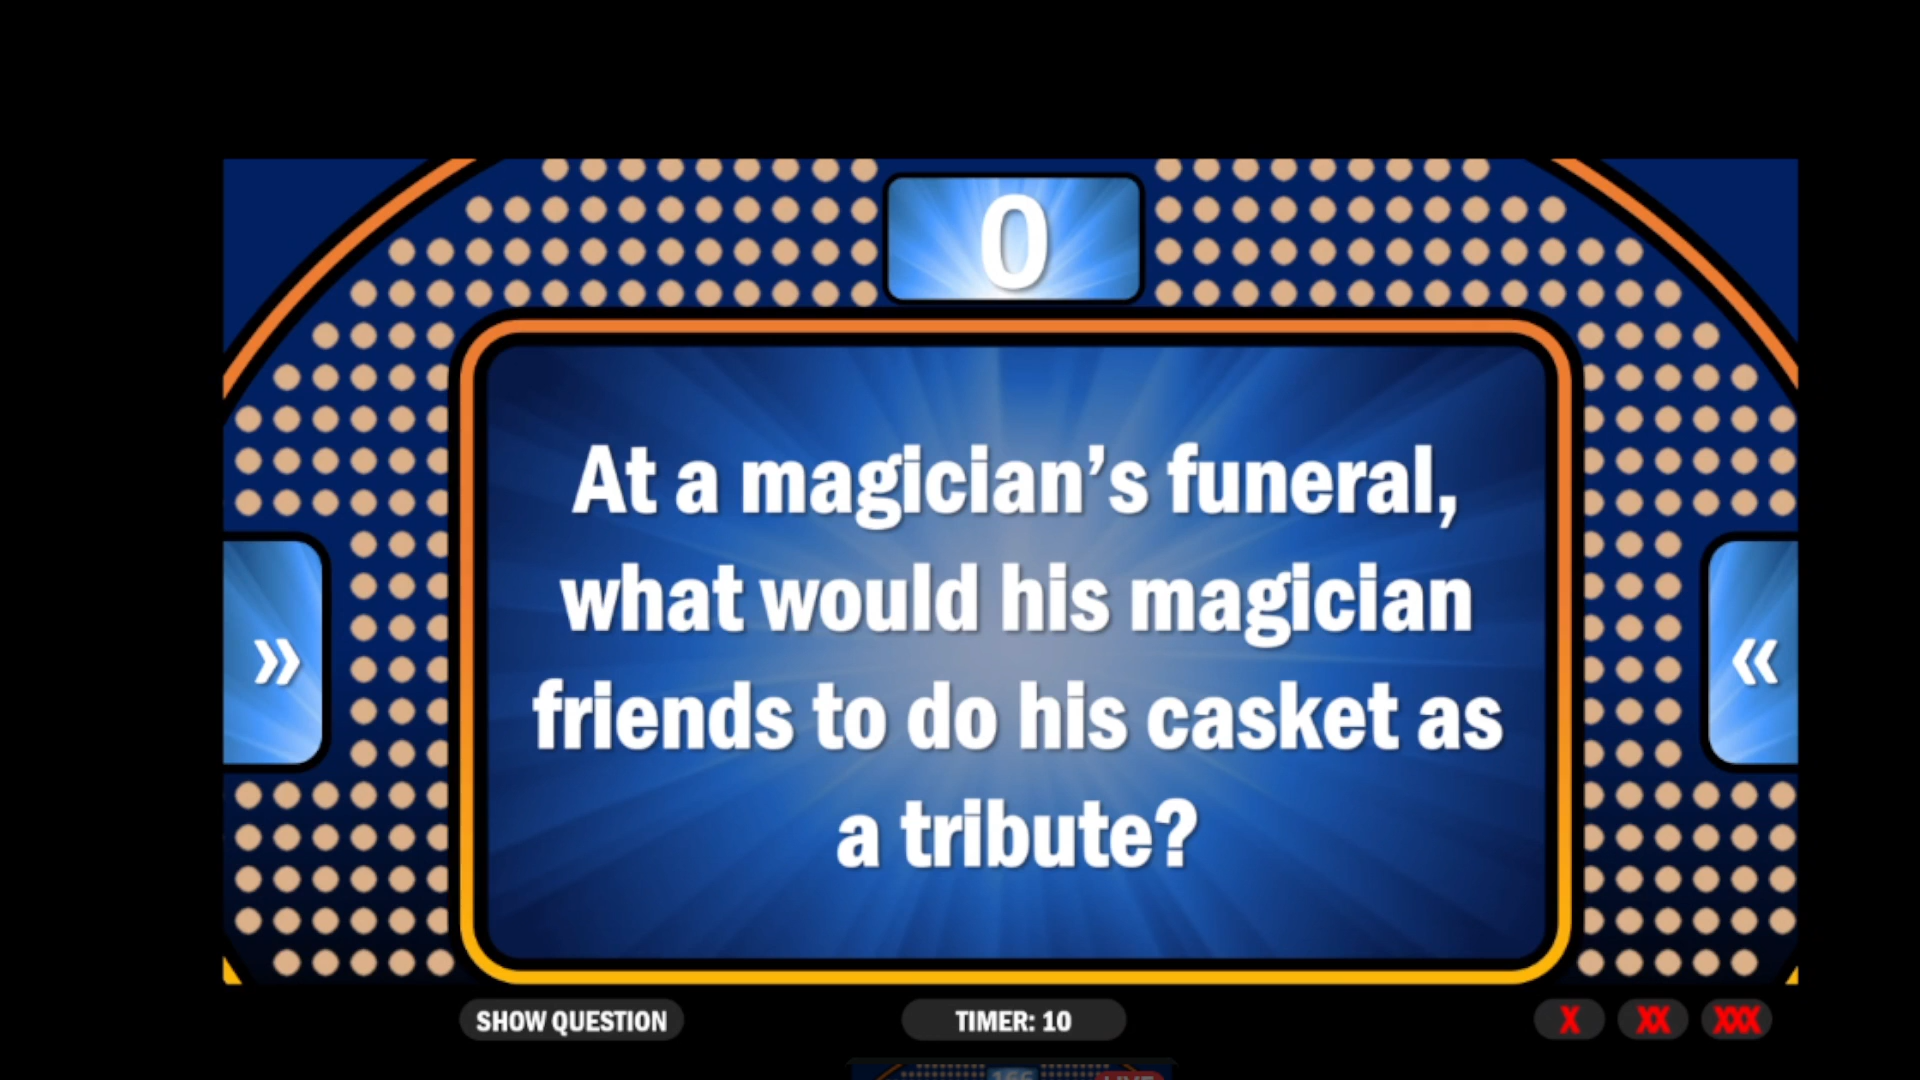 0
At a magician's funeral,
what would his magician
friends to do his casket as
a tribute?
»
«
SHOW QUESTION
TIMER: 10
X
XX
XXX